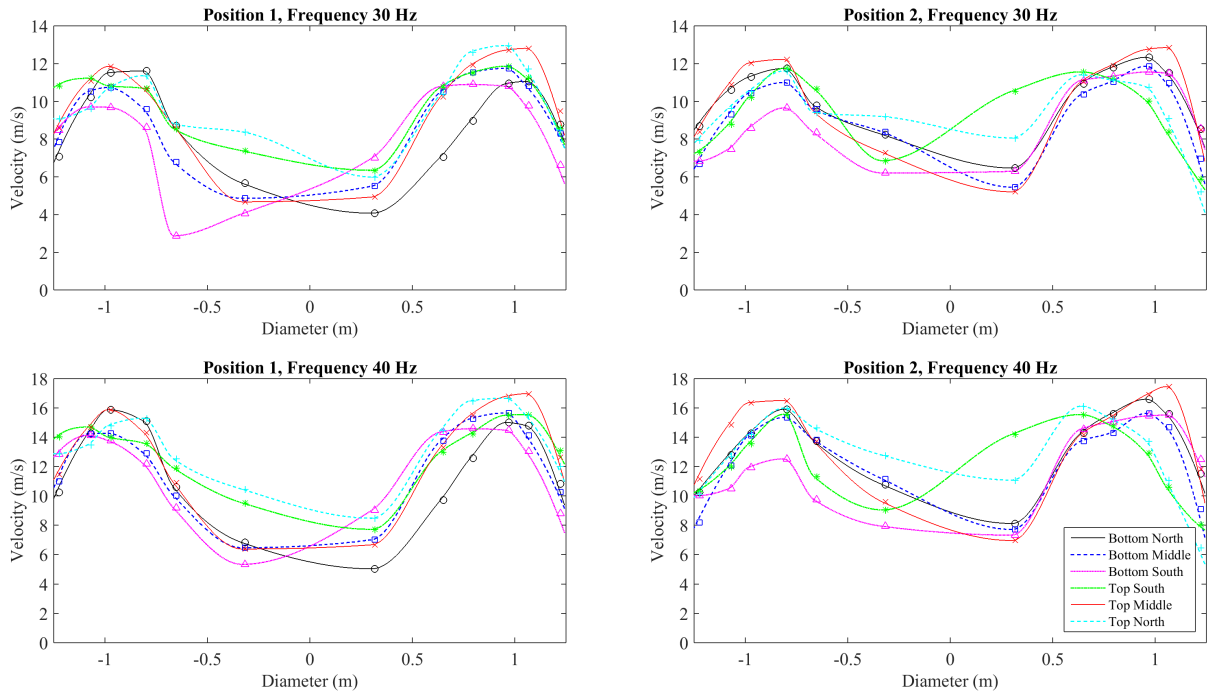 Position 1, Frequency 30 Hz
14
12
10
8
6
4
2
0
Velocity (m/s)
-1 -0.5 0 0.5 1
Diameter (m)
Position 2, Frequency 30 Hz
14
12
10
8
6
4
2
0
Velocity (m/s)
-1 -0.5 0 0.5 1
Diameter (m)
Position 1, Frequency 40 Hz
18
16
14
12
10
8
6
4
2
0
Velocity (m/s)
-1 -0.5 0 0.5 1
Diameter (m)
Position 2, Frequency 40 Hz
18
16
14
12
10
8
6
4
2
0
Velocity (m/s)
-1 -0.5 0 0.5 1
Diameter (m)
Bottom North
Bottom Middle
Bottom South
Top South
Top Middle
Top North